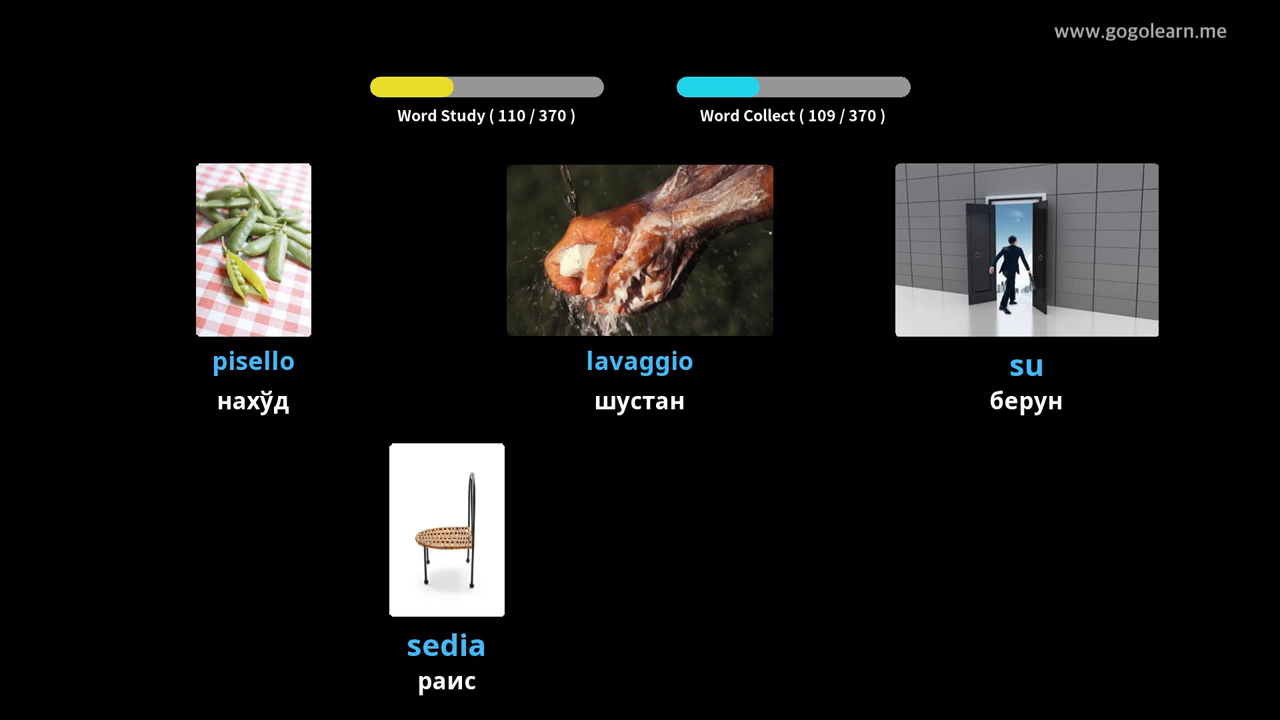 www.gogolearn.me
Word Study ( 110 / 370 )
Word Collect ( 109 / 370 )
pisello
нахӯд
lavaggio
шустан
su
берун
sedia
раис